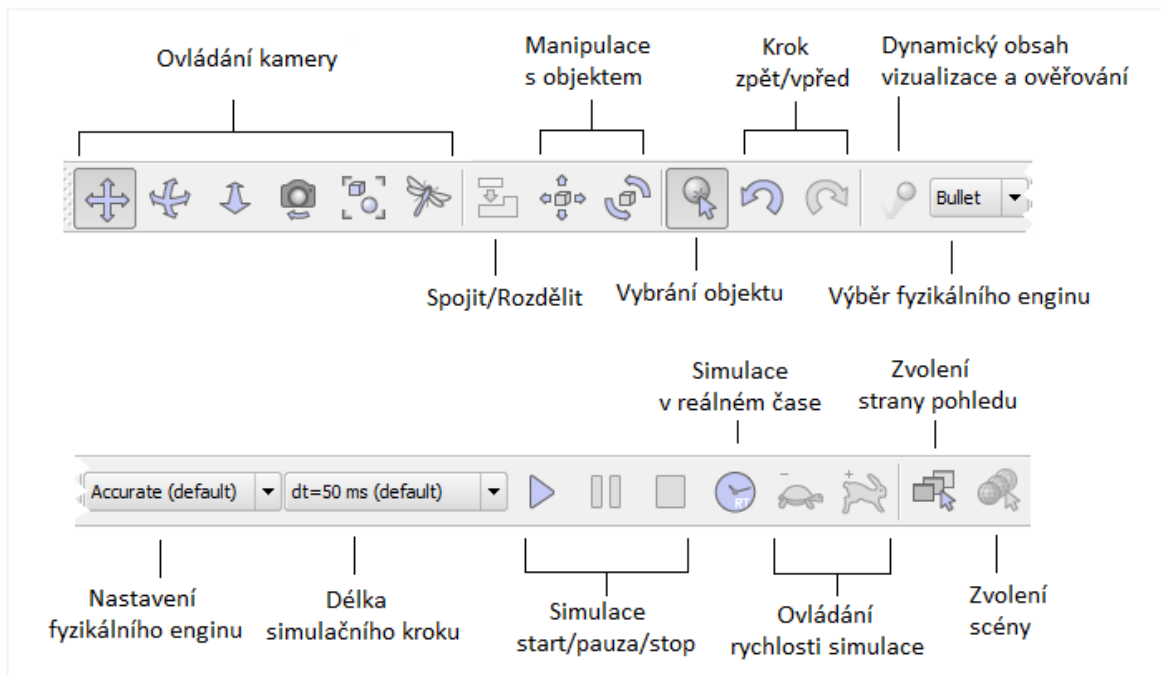 Ovládání kamery
Manipulace
s objektem
Krok
zpět/vpřed
Dynamický obsah
vizualizace a ověřování
Bullet
Spojit/Rozdělit
Vybrání objektu
Výběr fyzikálního enginu
Simulace
v reálném čase
Zvolení
strany pohledu
Accurate (default)
dt=50 ms (default)
RT
-
+
Nastavení
fyzikálního enginu
Délka
simulačního kroku
Simulace
start/pauza/stop
Ovládání
rychlosti simulace
Zvolení
scény